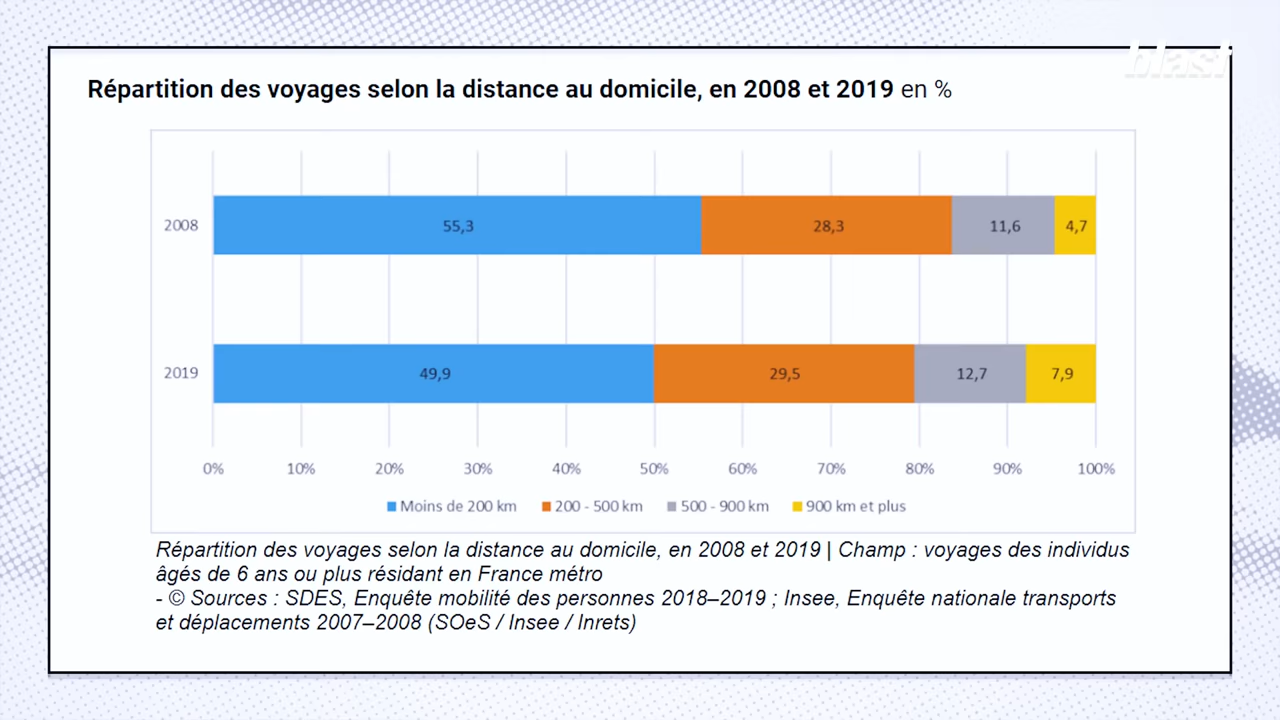 blast
Répartition des voyages selon la distance au domicile, en 2008 et 2019 en %
2008 55,3 28,3 11,6 4,7
2019 49,9 29,5 12,7 7,9
0% 10% 20% 30% 40% 50% 60% 70% 80% 90% 100%
Moins de 200 km 200 - 500 km 500 - 900 km 900 km et plus
Répartition des voyages selon la distance au domicile, en 2008 et 2019 | Champ : voyages des individus
âgés de 6 ans ou plus résidant en France métro
- © Sources : SDES, Enquête mobilité des personnes 2018–2019 ; Insee, Enquête nationale transports
et déplacements 2007–2008 (SOeS / Insee / Inrets)